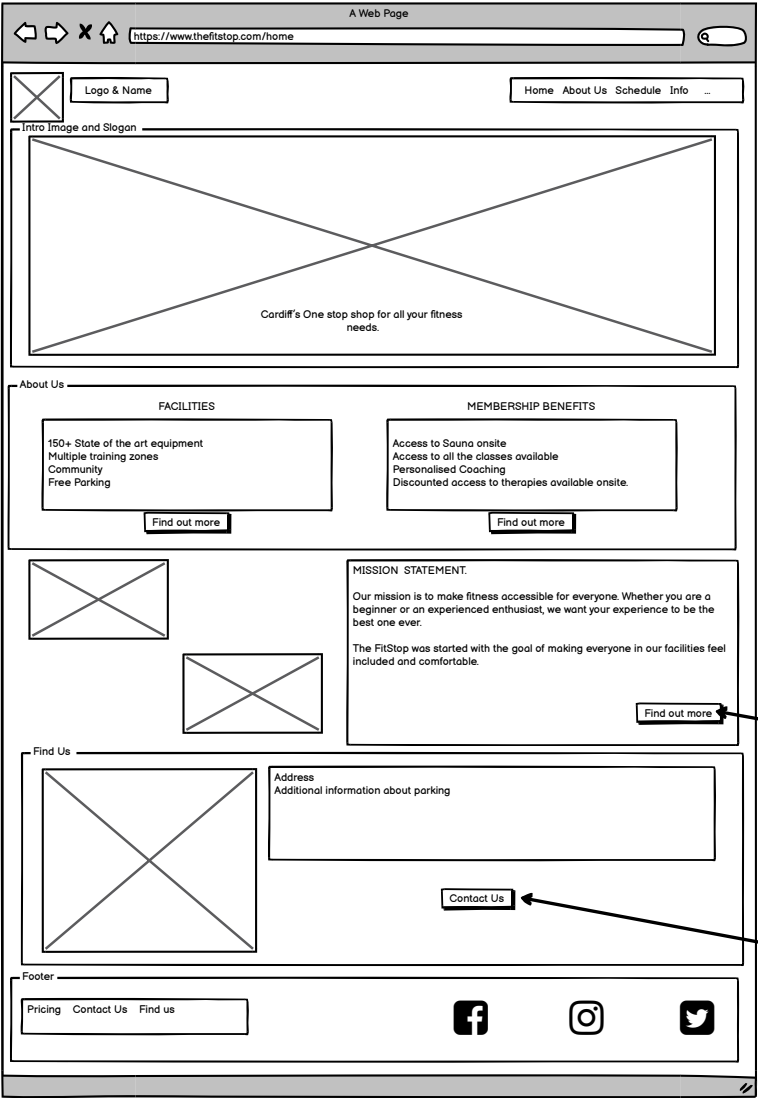 A Web Page
https://www.thefitstop.com/home
Logo & Name
Home About Us Schedule Info ...
Intro Image and Slogan
Cardiff's One stop shop for all your fitness
needs.
About Us
FACILITIES
150+ State of the art equipment
Multiple training zones
Community
Free Parking
Find out more
MEMBERSHIP BENEFITS
Access to Sauna onsite
Access to all the classes available
Personalised Coaching
Discounted access to therapies available onsite.
Find out more
MISSION STATEMENT.
Our mission is to make fitness accessible for everyone. Whether you are a
beginner or an experienced enthusiast, we want your experience to be the
best one ever.
The FitStop was started with the goal of making everyone in our facilities feel
included and comfortable.
Find out more
Find Us
Address
Additional information about parking
Contact Us
Footer
Pricing Contact Us Find us